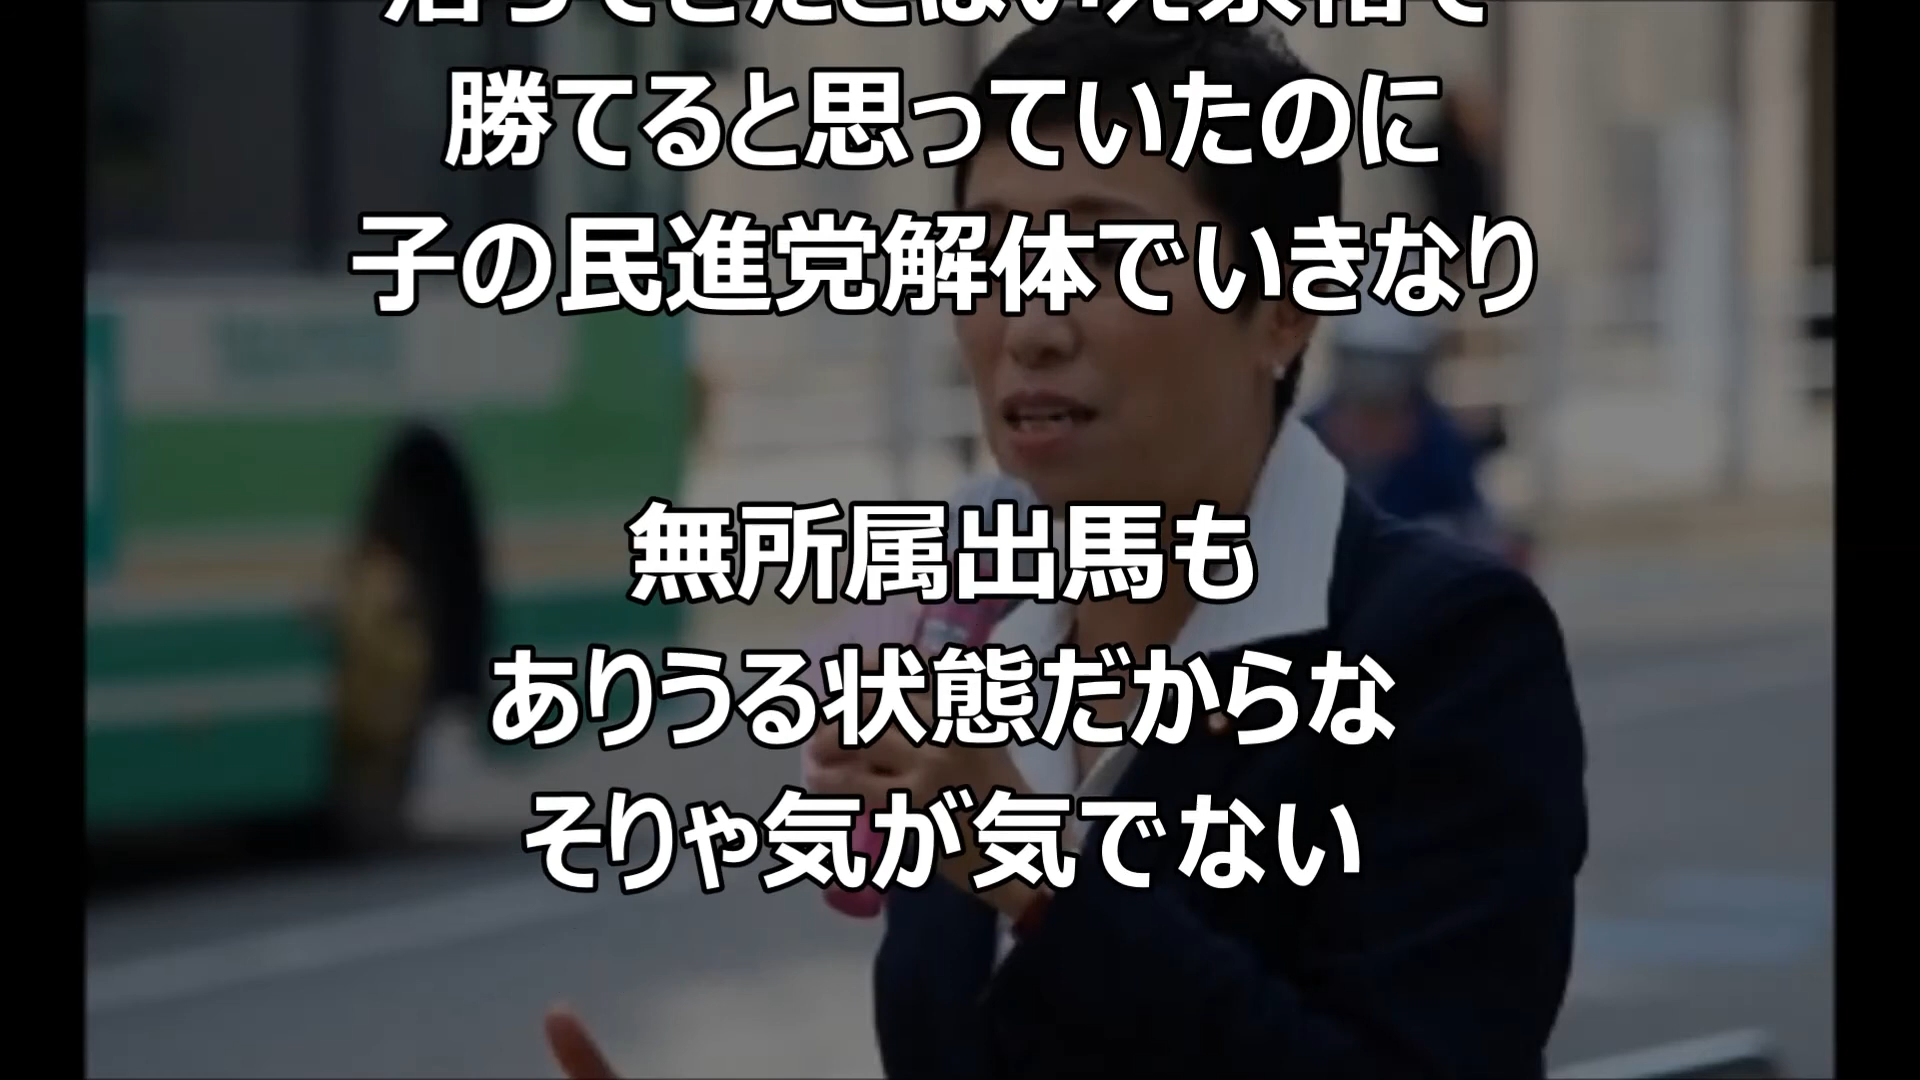 勝てると思っていたのに
子の民進党解体でいきなり
無所属出馬も
ありうる状態だからな
そりゃ気が気でない